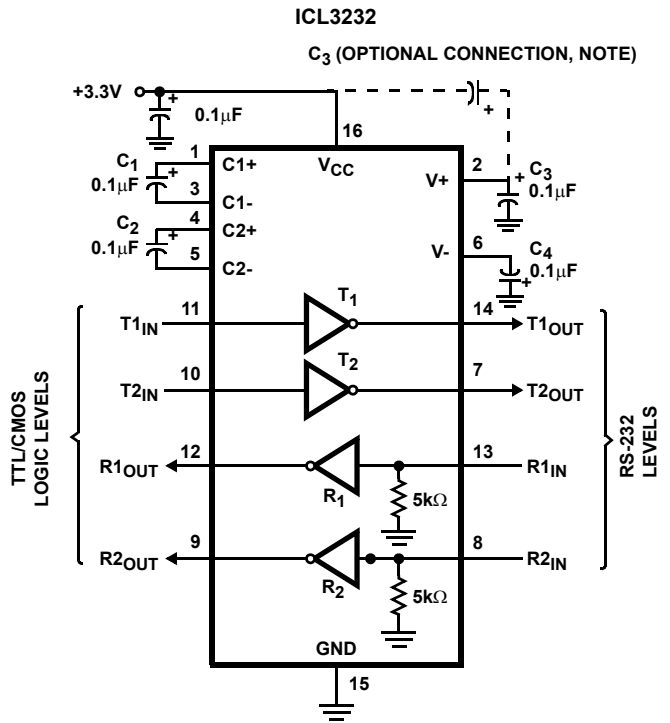 ICL3232
C3 (OPTIONAL CONNECTION, NOTE)
+3.3V
+
0.1μF
+
16
1
C1
+
0.1μF
C1+
VCC
2
V+
+
C3
0.1μF
3
C1-
4
C2
+
0.1μF
C2+
5
C2-
6
V-
C4
0.1μF
+
T1
11
14
T1IN
T1OUT
T2
10
7
T2IN
T2OUT
TTL/CMOS
LOGIC LEVELS
RS-232
LEVELS
12
13
R1OUT
R1IN
R1
5kΩ
9
8
R2OUT
R2IN
R2
5kΩ
GND
15